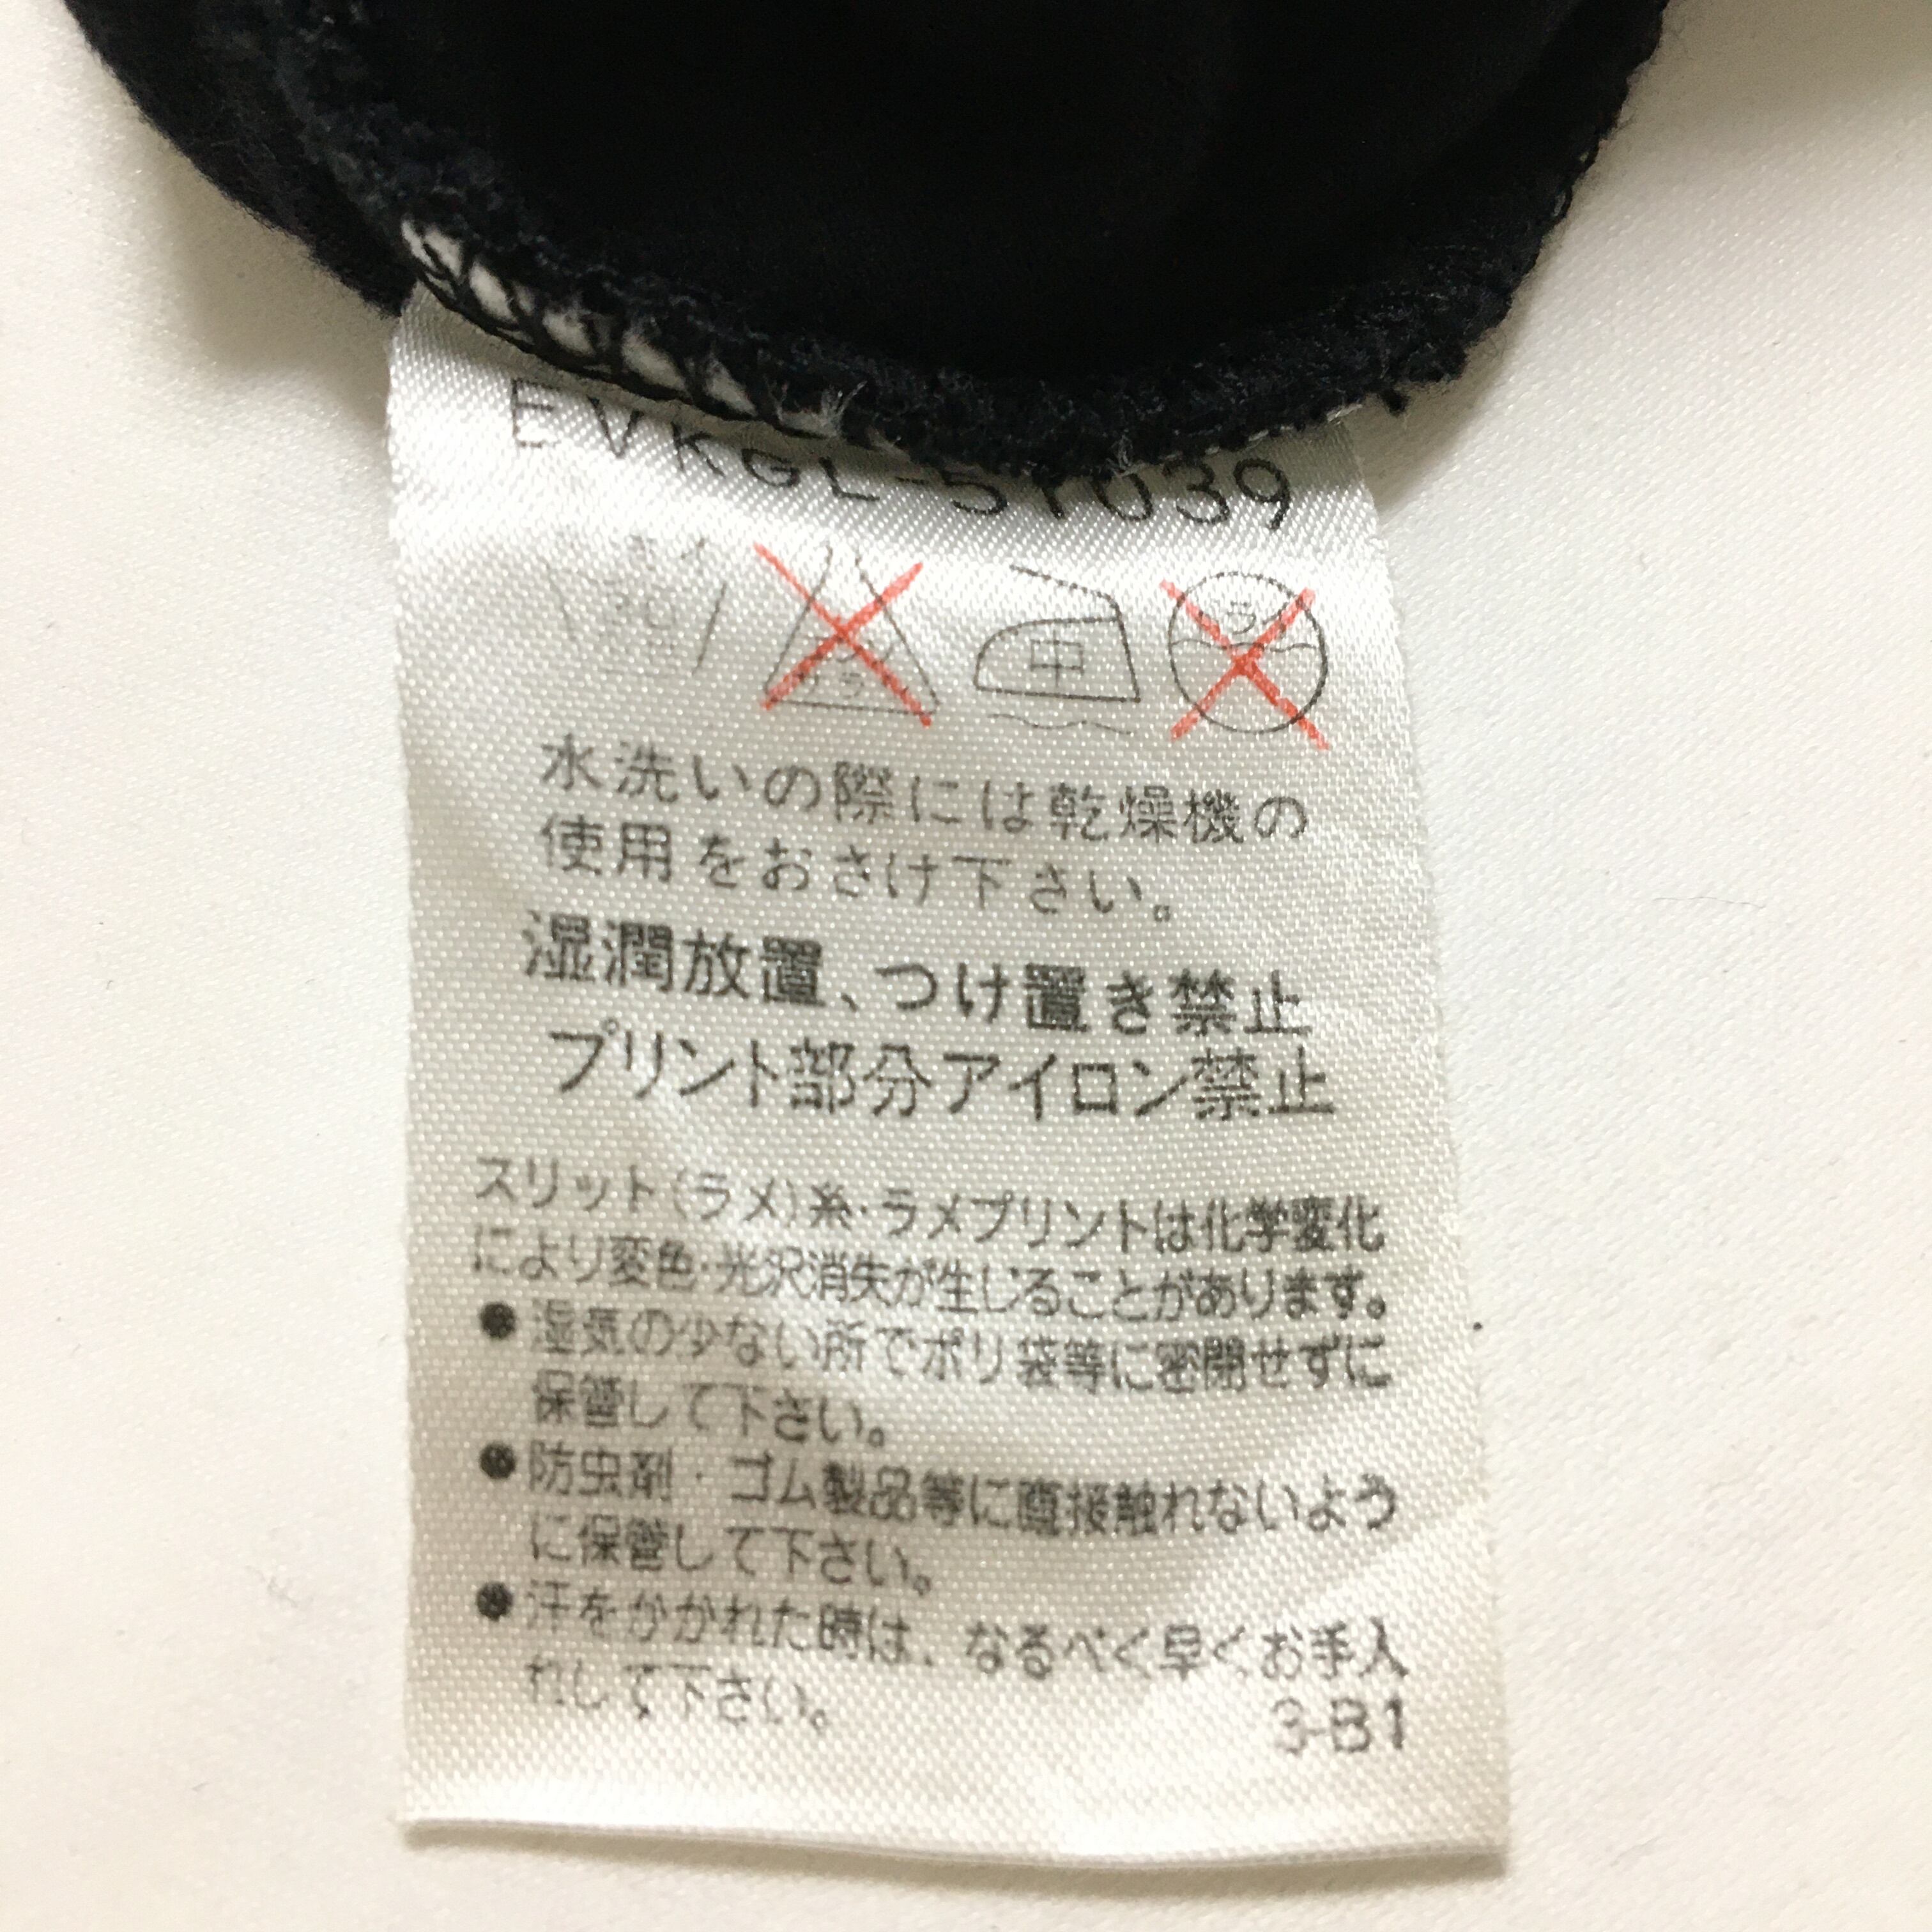 EVKGL-51039
中
水洗いの際には乾燥機の
使用をおさけ下さい。
湿潤放置、つけ置き禁止
プリント部分アイロン禁止
スリット(ラメ)糸・ラメプリントは化学変化
により変色・光沢消失が生じることがあります。
●湿気の少ない所でポリ袋等に密閉せずに
保管して下さい。
●防虫剤・ゴム製品等に直接触れないよう
に保管して下さい。
●汗をかかれた時は、なるべく早くお手入
れして下さい。
3-B1